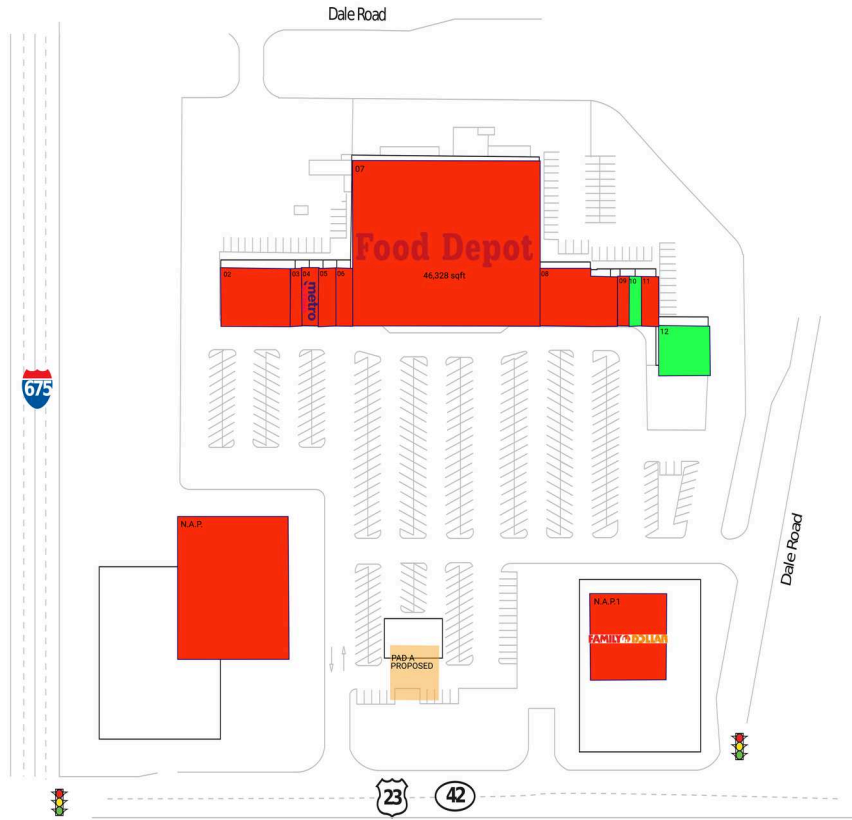 Dale Road
07
Food Depot
46,328 sqft
02
03
04
05
06
08
09
10
11
metro
12
675
N.A.P.
Dale Road
N.A.P.1
FAMILY DOLLAR
PAD A
PROPOSED
23
42